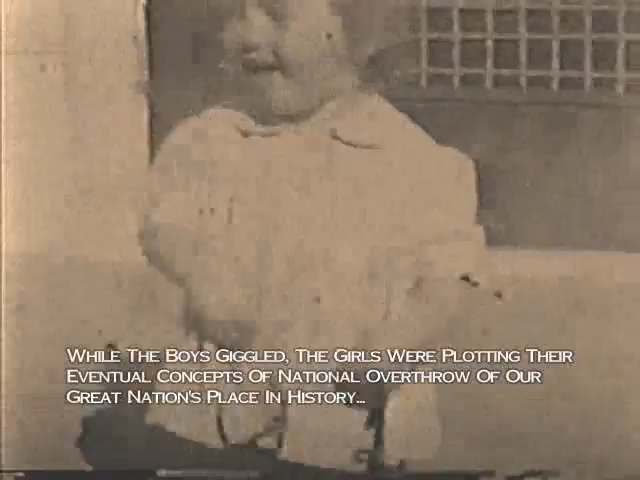 While The Boys Giggled, The Girls Were Plotting Their
Eventual Concepts Of National Overthrow Of Our
Great Nation's Place In History...